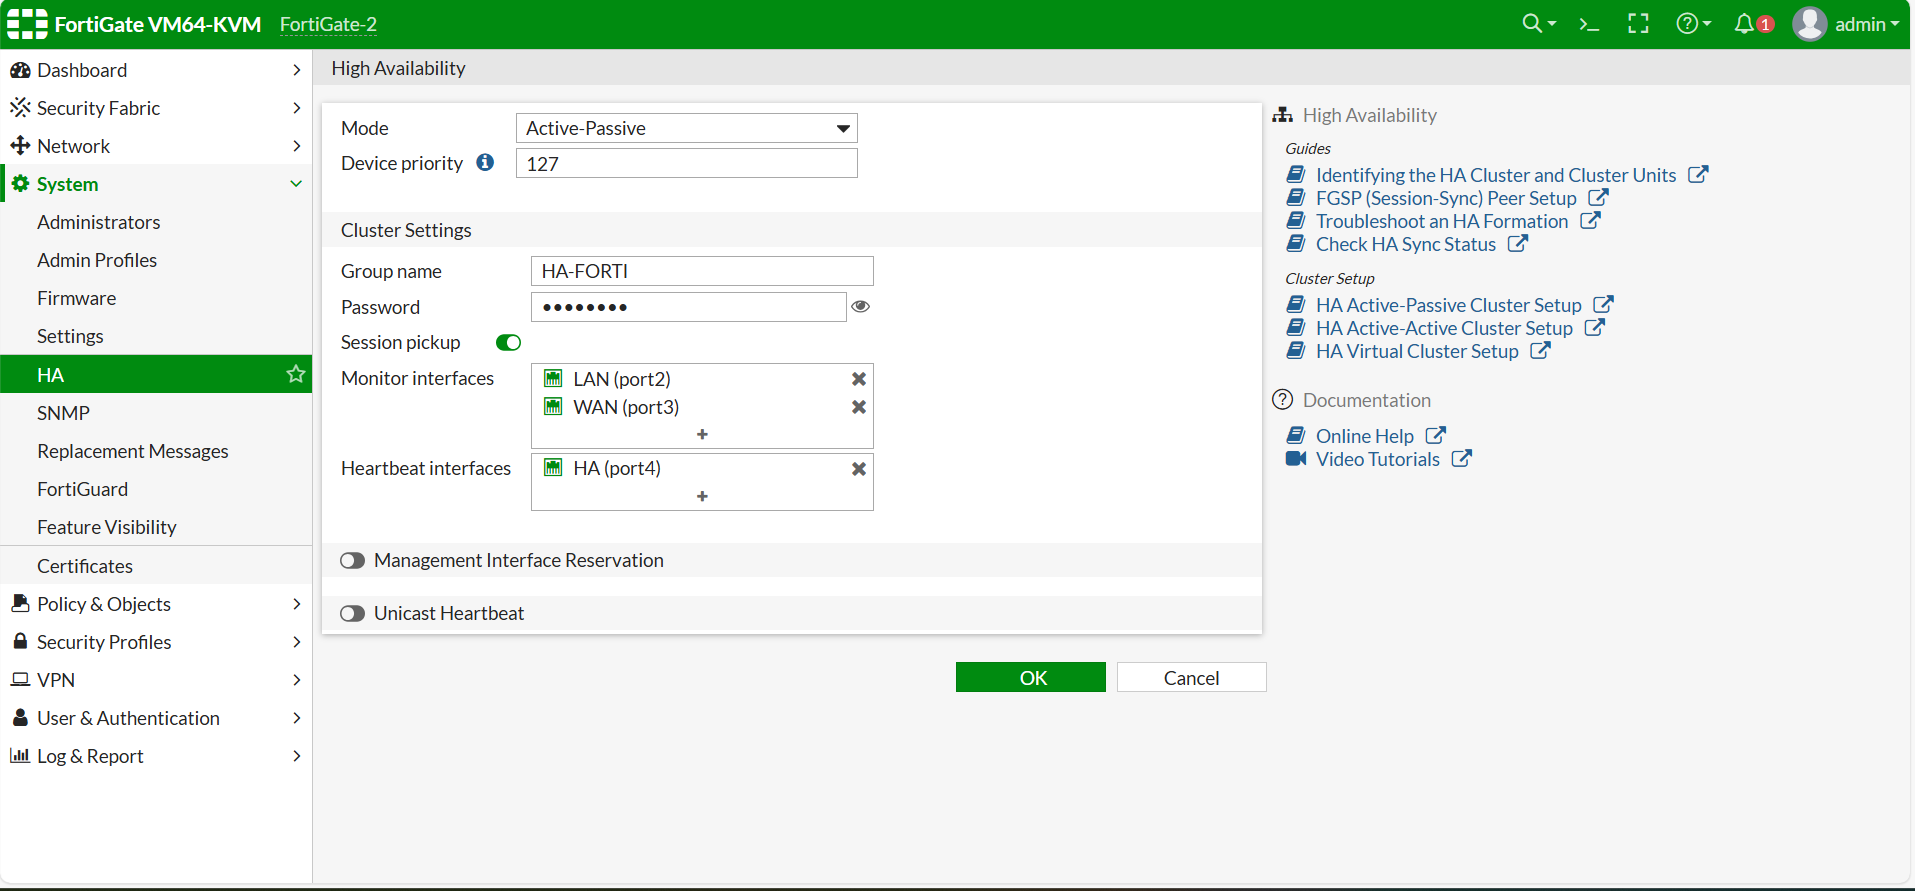 FortiGate VM64-KVM FortiGate-2 1 admin
Dashboard
Security Fabric
Network
System
Administrators
Admin Profiles
Firmware
Settings
HA
SNMP
Replacement Messages
FortiGuard
Feature Visibility
Certificates
Policy & Objects
Security Profiles
VPN
User & Authentication
Log & Report
High Availability
Mode Active-Passive
Device priority 127
Cluster Settings
Group name HA-FORTI
Password ••••••••
Session pickup
Monitor interfaces LAN (port2)
WAN (port3)
+
Heartbeat interfaces HA (port4)
+
Management Interface Reservation
Unicast Heartbeat
OK Cancel
High Availability
Guides
Identifying the HA Cluster and Cluster Units
FGSP (Session-Sync) Peer Setup
Troubleshoot an HA Formation
Check HA Sync Status
Cluster Setup
HA Active-Passive Cluster Setup
HA Active-Active Cluster Setup
HA Virtual Cluster Setup
Documentation
Online Help
Video Tutorials